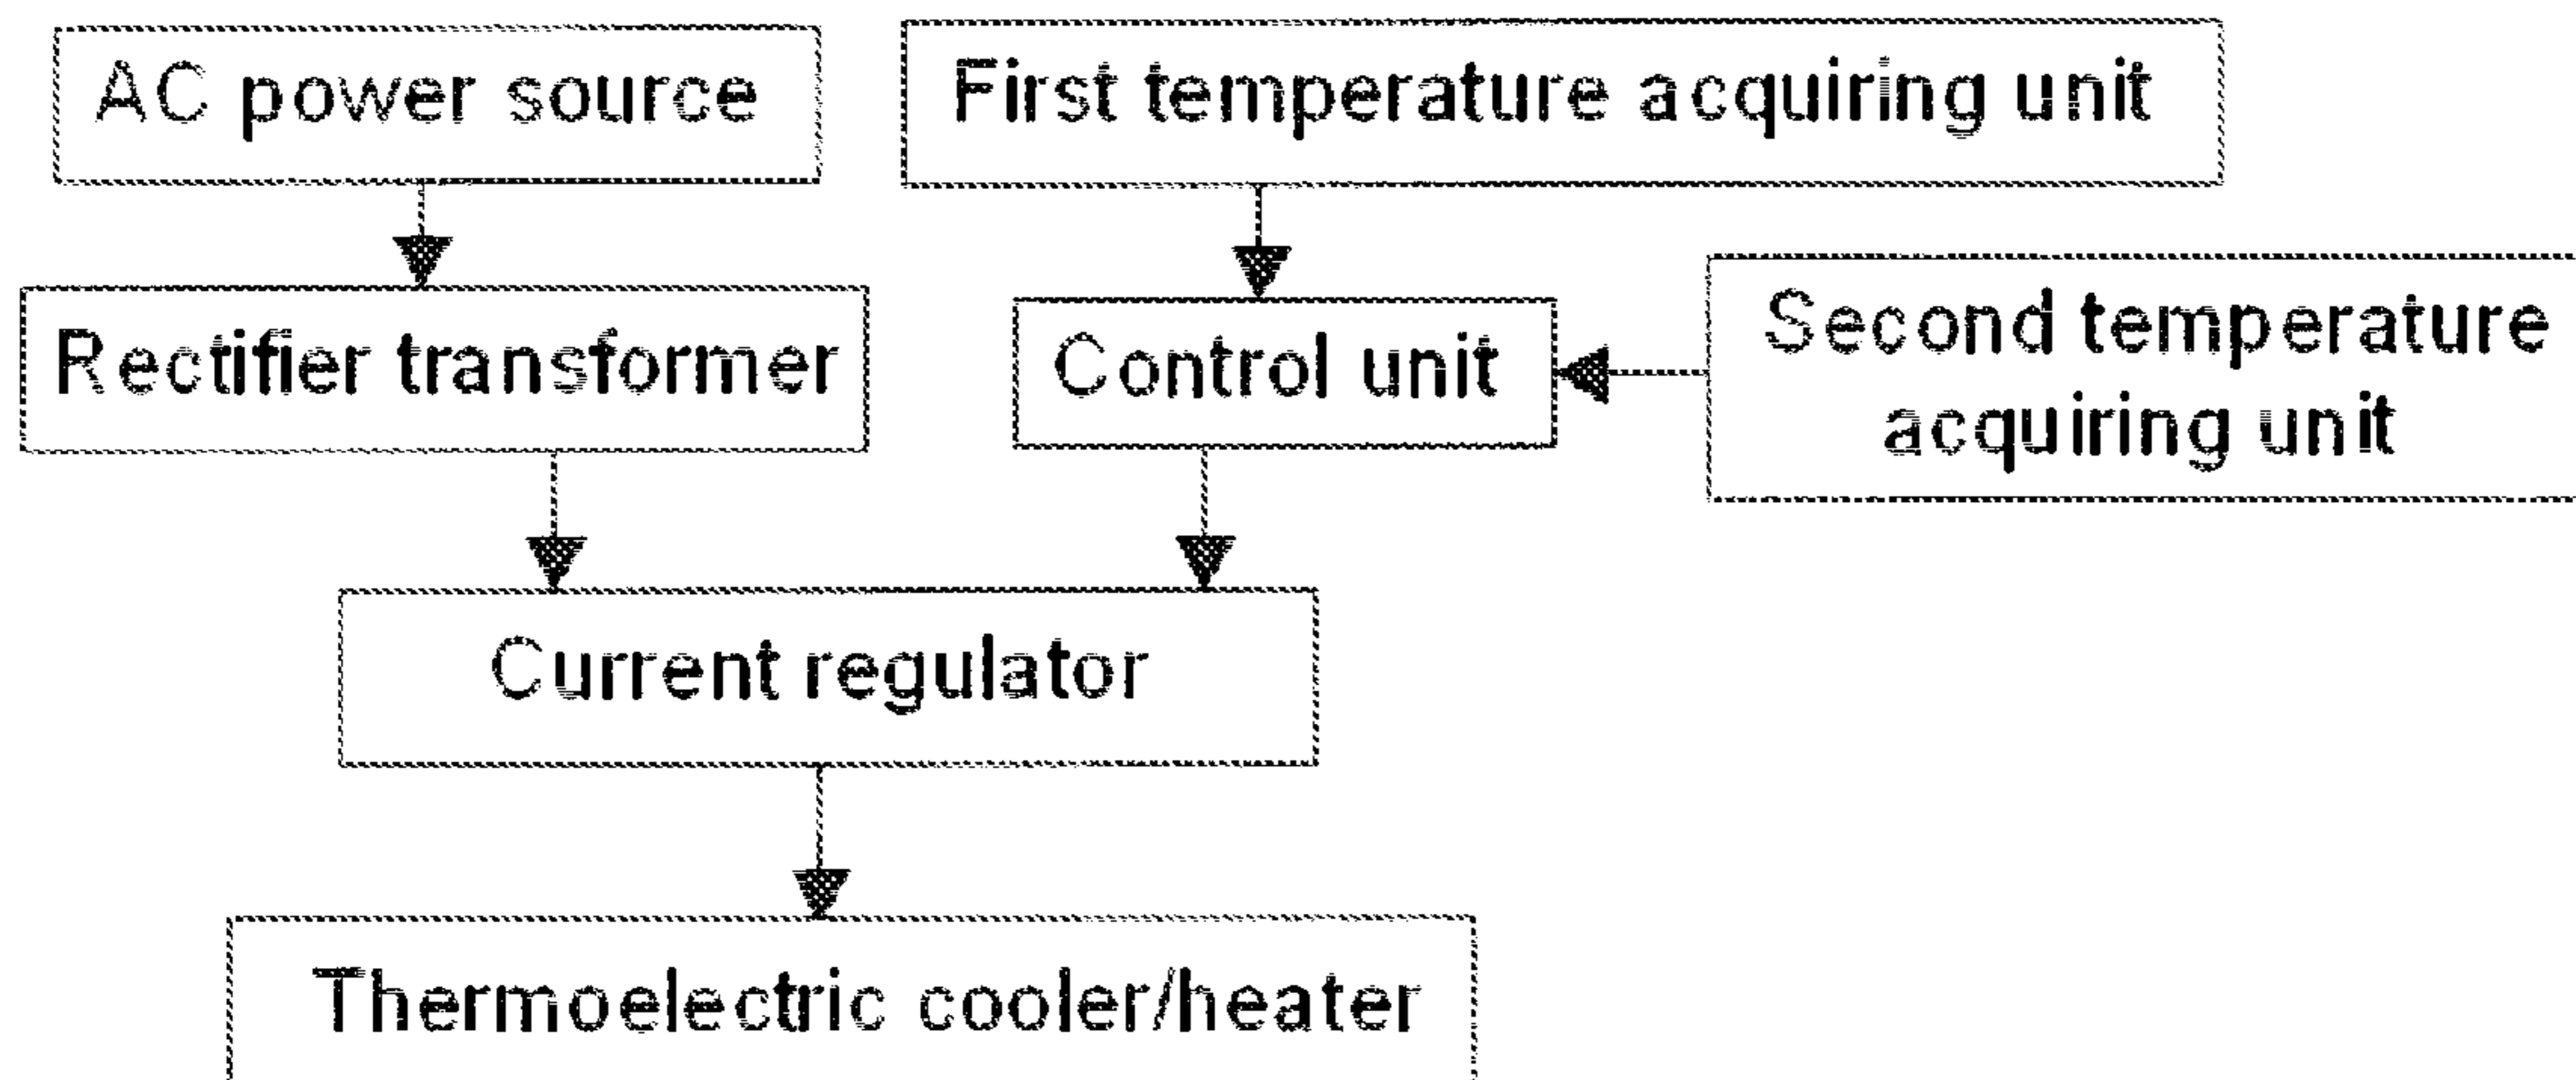 AC power source
First temperature acquiring unit
Rectifier transformer
Control unit
Second temperature
acquiring unit
Current regulator
Thermoelectric cooler/heater